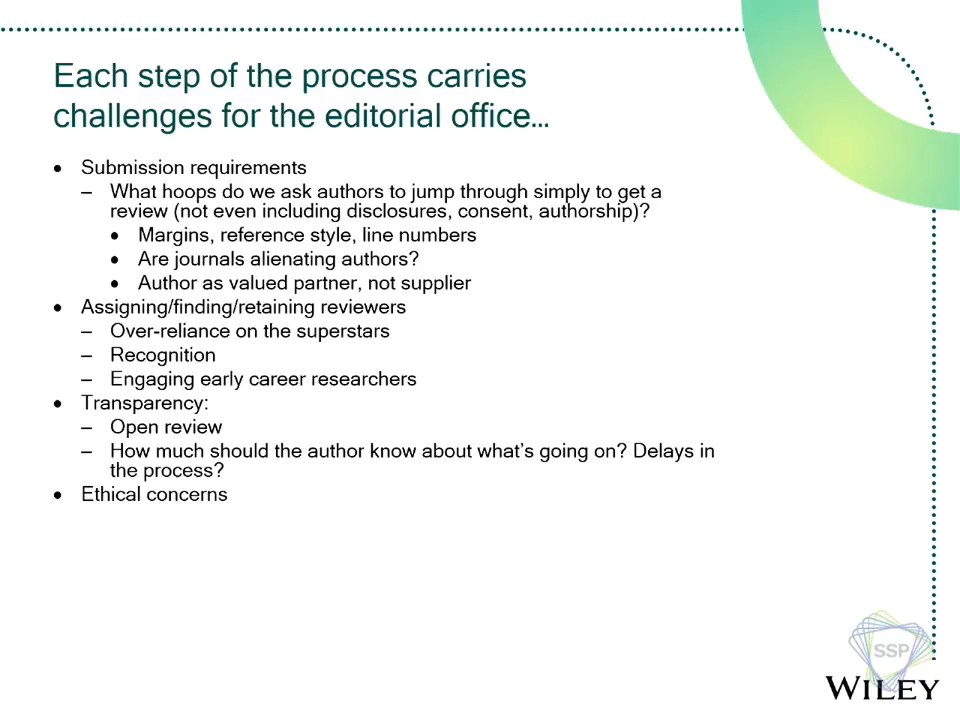 Each step of the process carries
challenges for the editorial office…
• Submission requirements
– What hoops do we ask authors to jump through simply to get a
review (not even including disclosures, consent, authorship)?
• Margins, reference style, line numbers
• Are journals alienating authors?
• Author as valued partner, not supplier
• Assigning/finding/retaining reviewers
– Over-reliance on the superstars
– Recognition
– Engaging early career researchers
• Transparency:
– Open review
– How much should the author know about what’s going on? Delays in
the process?
• Ethical concerns
SSP
WILEY